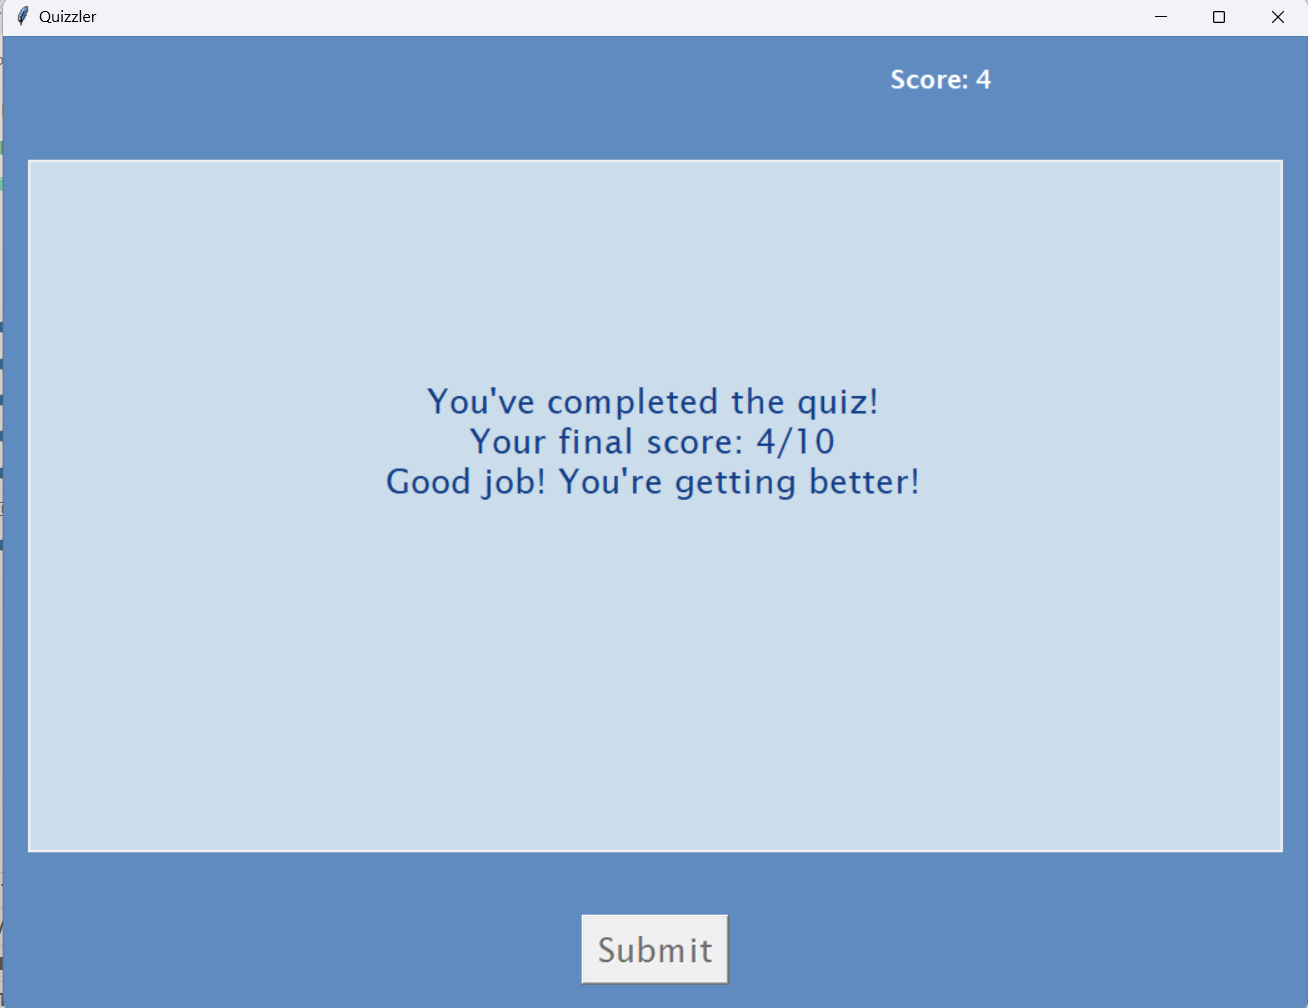 Quizzler
Score: 4
You've completed the quiz!
Your final score: 4/10
Good job! You're getting better!
Submit